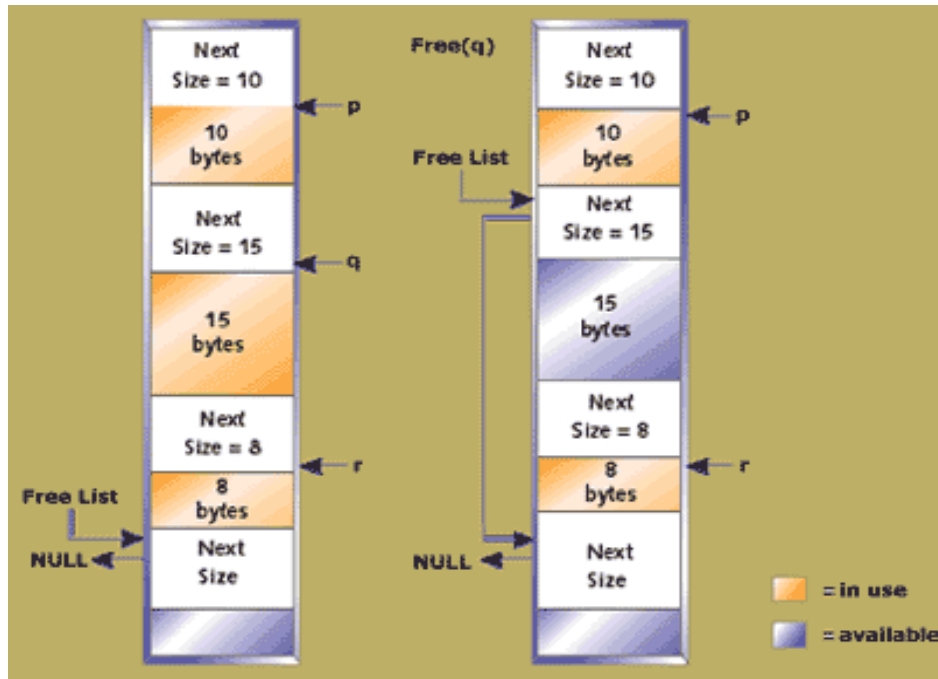 Next
Size = 10
p
10
bytes
Next
Size = 15
q
15
bytes
Next
Size = 8
r
8
bytes
Free List
NULL
Next
Size
Free(q)
Next
Size = 10
p
10
bytes
Free List
Next
Size = 15
15
bytes
Next
Size = 8
r
8
bytes
NULL
Next
Size
= in use
= available